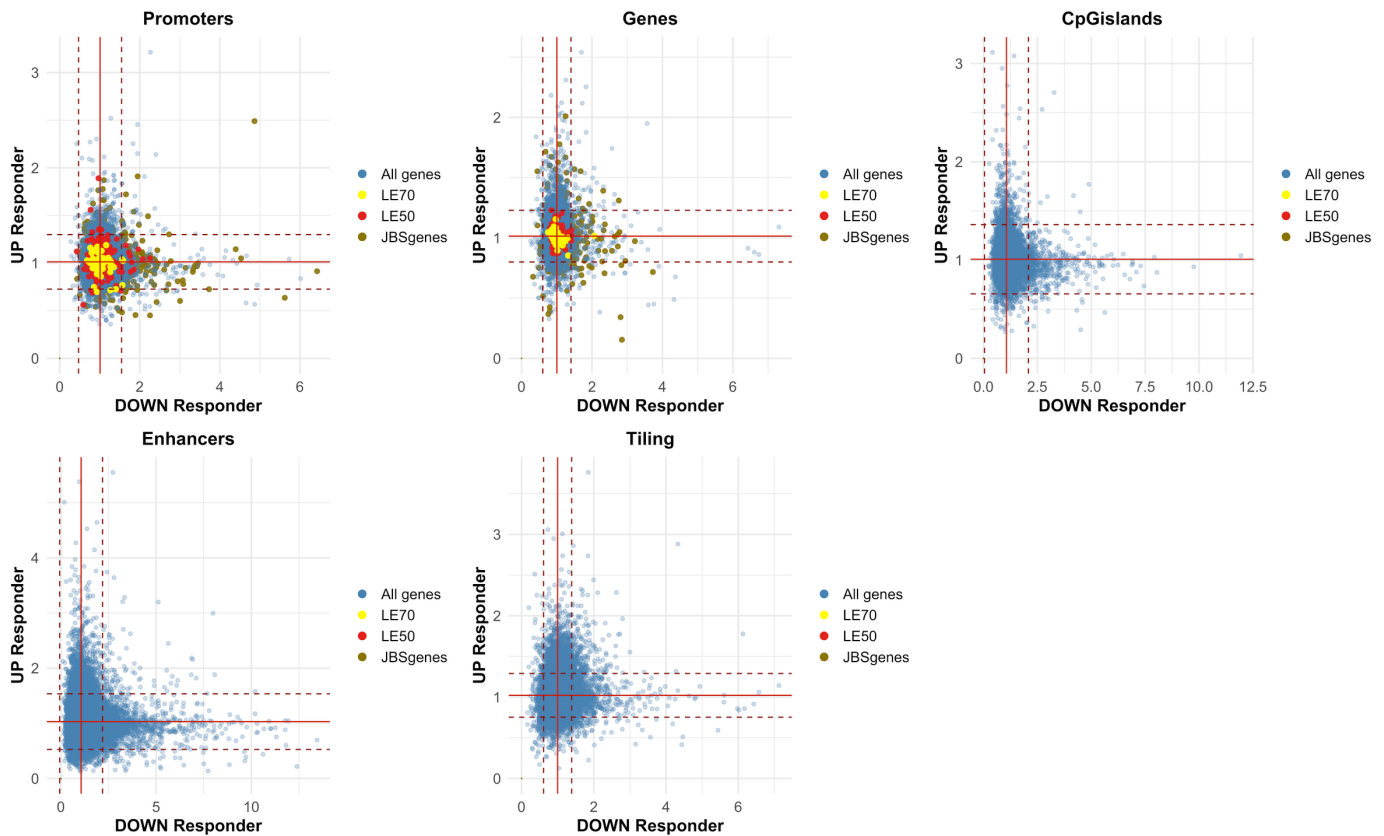 Promoters
UP Responder
3
2
1
0
0 2 4 6
DOWN Responder
All genes
LE70
LE50
JBSgenes
Genes
UP Responder
2
1
0
0 2 4 6
DOWN Responder
All genes
LE70
LE50
JBSgenes
CpGislands
UP Responder
3
2
1
0
0.0 2.5 5.0 7.5 10.0 12.5
DOWN Responder
All genes
LE70
LE50
JBSgenes
Enhancers
UP Responder
4
2
0
0 5 10
DOWN Responder
All genes
LE70
LE50
JBSgenes
Tiling
UP Responder
3
2
1
0
0 2 4 6
DOWN Responder
All genes
LE70
LE50
JBSgenes